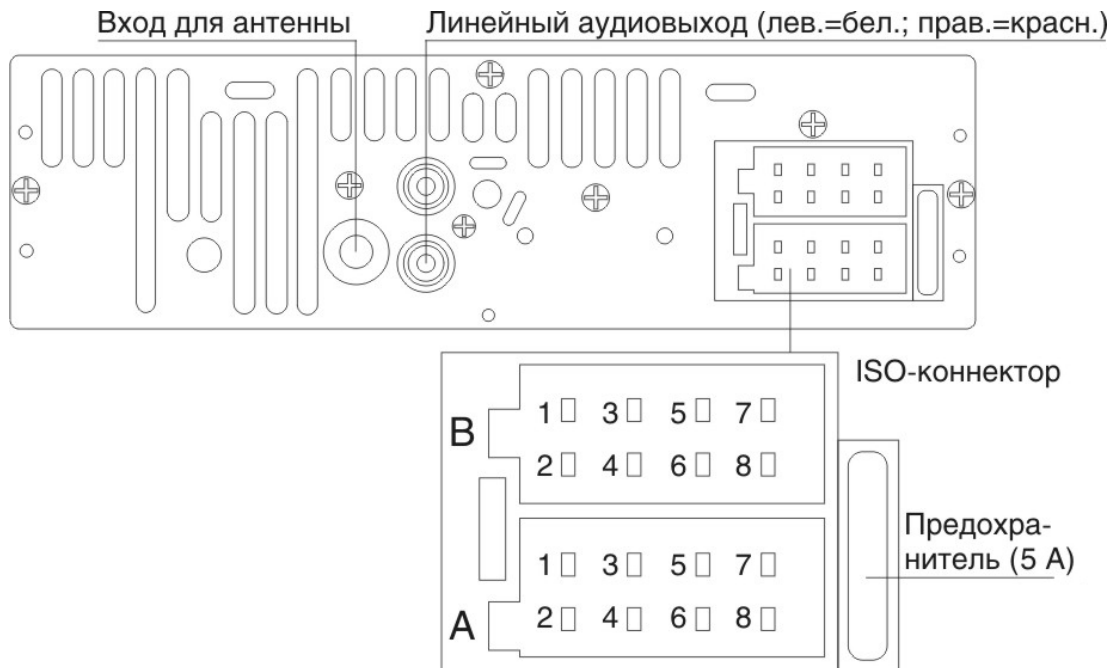 Вход для антенны
Линейный аудиовыход (лев.=бел.; прав.=красн.)
ISO-коннектор
B
1 3 5 7
2 4 6 8
Предохра-
нитель (5 А)
A
1 3 5 7
2 4 6 8